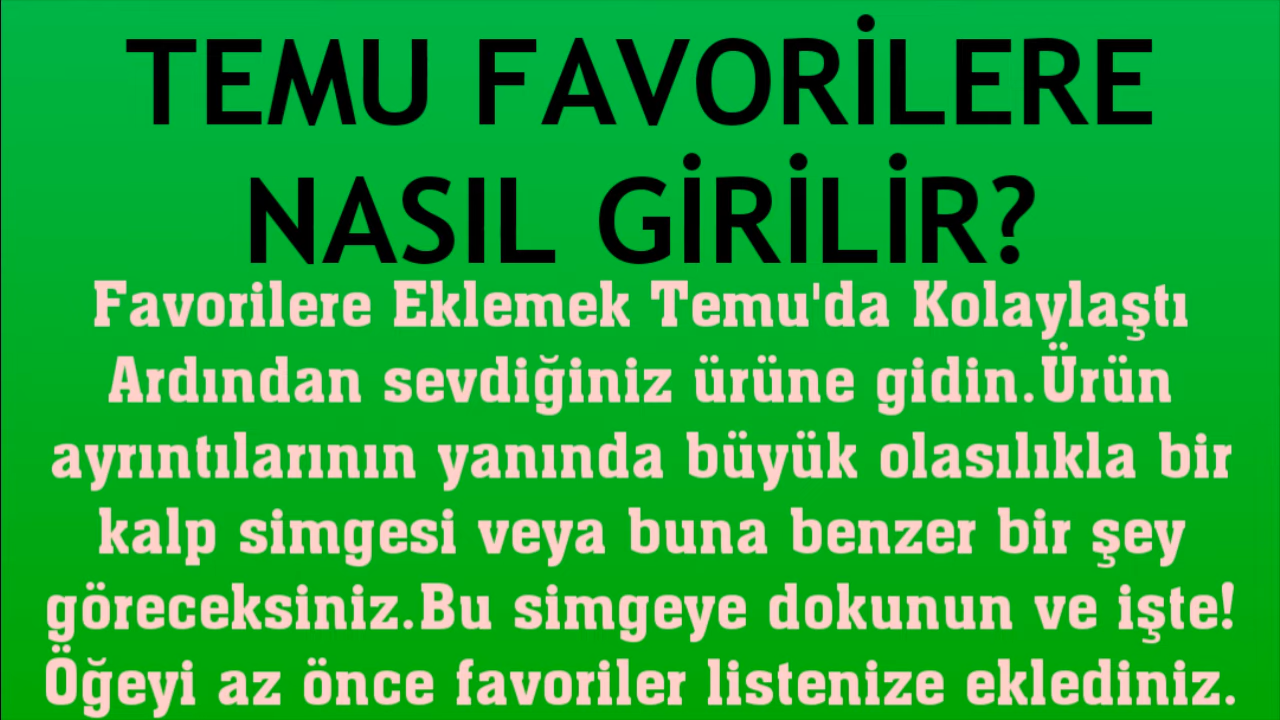 TEMU FAVORİLERE
NASIL GİRİLİR?
Favorilere Eklemek Temu'da Kolaylaştı
Ardından sevdiğiniz ürüne gidin.Ürün
ayrıntılarının yanında büyük olasılıkla bir
kalp simgesi veya buna benzer bir şey
göreceksiniz.Bu simgeye dokunun ve işte!
Öğeyi az önce favoriler listenize eklediniz.